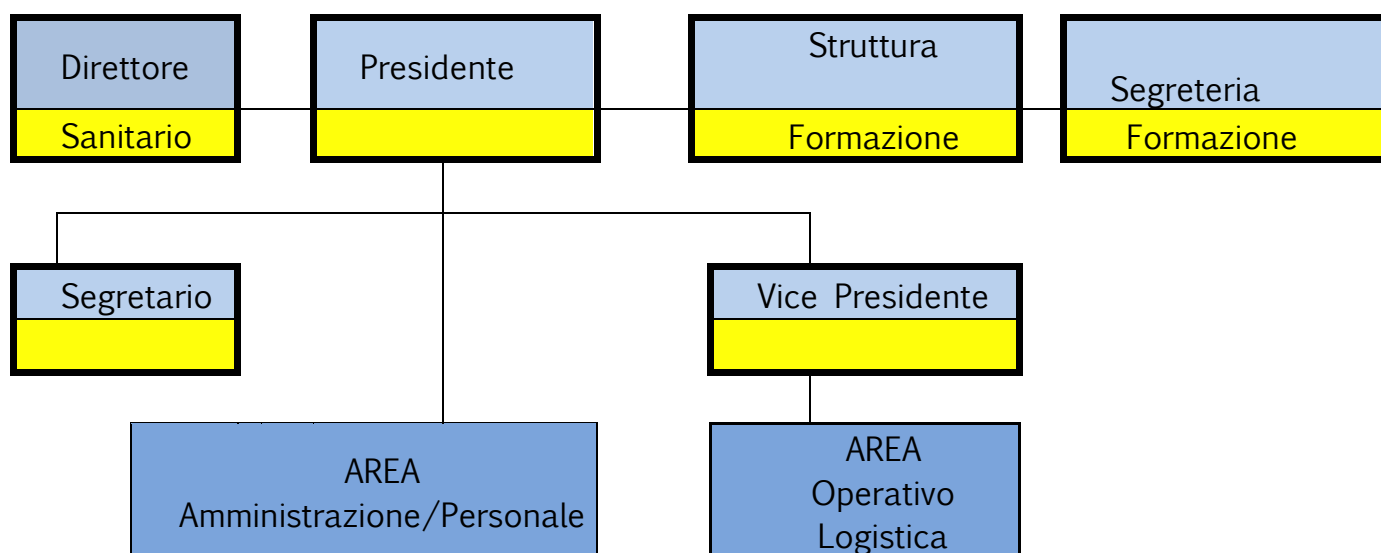 Direttore
Sanitario
Presidente
Struttura
Formazione
Segreteria
Formazione
Segretario
Vice Presidente
AREA
Amministrazione/Personale
AREA
Operativo
Logistica